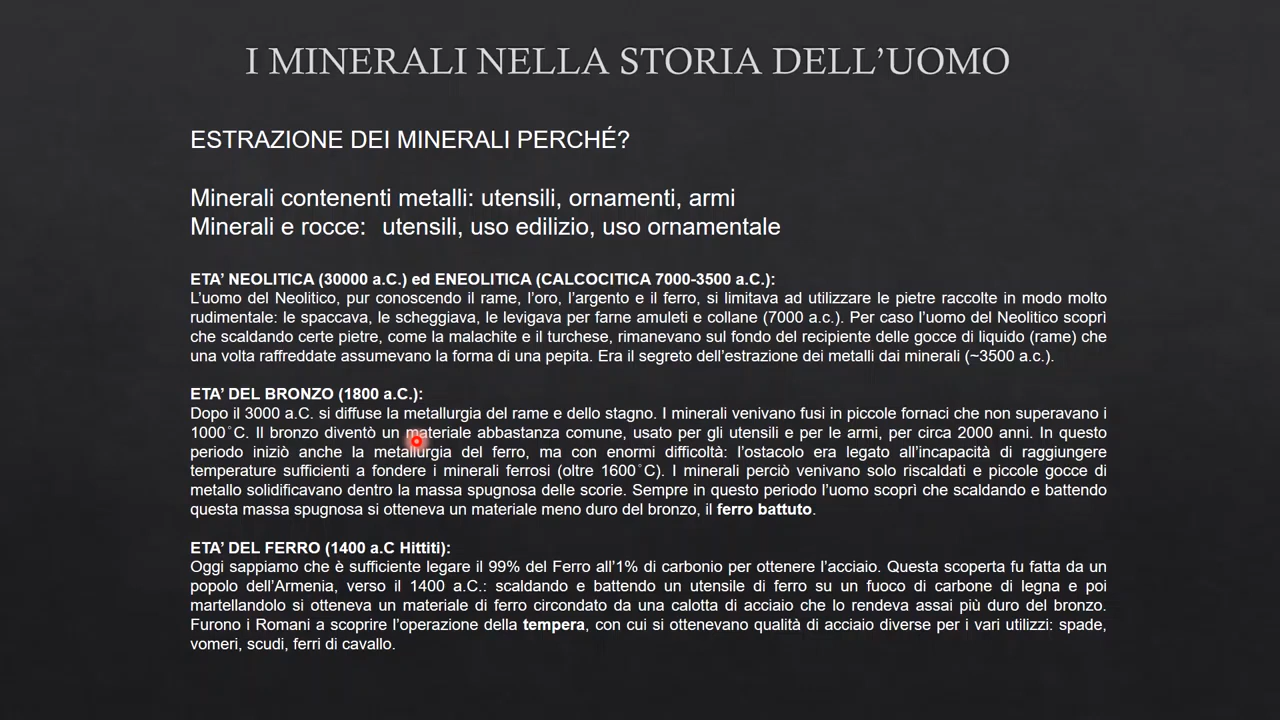 I MINERALI NELLA STORIA DELL’UOMO
ESTRAZIONE DEI MINERALI PERCHÉ?
Minerali contenenti metalli: utensili, ornamenti, armi
Minerali e rocce: utensili, uso edilizio, uso ornamentale
ETA’ NEOLITICA (30000 a.C.) ed ENEOLITICA (CALCOCITICA 7000-3500 a.C.):
L’uomo del Neolitico, pur conoscendo il rame, l’oro, l’argento e il ferro, si limitava ad utilizzare le pietre raccolte in modo molto
rudimentale: le spaccava, le scheggiava, le levigava per farne amuleti e collane (7000 a.c.). Per caso l’uomo del Neolitico scoprì
che scaldando certe pietre, come la malachite e il turchese, rimanevano sul fondo del recipiente delle gocce di liquido (rame) che
una volta raffreddate assumevano la forma di una pepita. Era il segreto dell’estrazione dei metalli dai minerali (~3500 a.c.).
ETA’ DEL BRONZO (1800 a.C.):
Dopo il 3000 a.C. si diffuse la metallurgia del rame e dello stagno. I minerali venivano fusi in piccole fornaci che non superavano i
1000°C. Il bronzo diventò un materiale abbastanza comune, usato per gli utensili e per le armi, per circa 2000 anni. In questo
periodo iniziò anche la metallurgia del ferro, ma con enormi difficoltà: l’ostacolo era legato all’incapacità di raggiungere
temperature sufficienti a fondere i minerali ferrosi (oltre 1600°C). I minerali perciò venivano solo riscaldati e piccole gocce di
metallo solidificavano dentro la massa spugnosa delle scorie. Sempre in questo periodo l’uomo scoprì che scaldando e battendo
questa massa spugnosa si otteneva un materiale meno duro del bronzo, il ferro battuto.
ETA’ DEL FERRO (1400 a.C Hittiti):
Oggi sappiamo che è sufficiente legare il 99% del Ferro all’1% di carbonio per ottenere l’acciaio. Questa scoperta fu fatta da un
popolo dell’Armenia, verso il 1400 a.C.: scaldando e battendo un utensile di ferro su un fuoco di carbone di legna e poi
martellandolo si otteneva un materiale di ferro circondato da una calotta di acciaio che lo rendeva assai più duro del bronzo.
Furono i Romani a scoprire l’operazione della tempera, con cui si ottenevano qualità di acciaio diverse per i vari utilizzi: spade,
vomeri, scudi, ferri di cavallo.